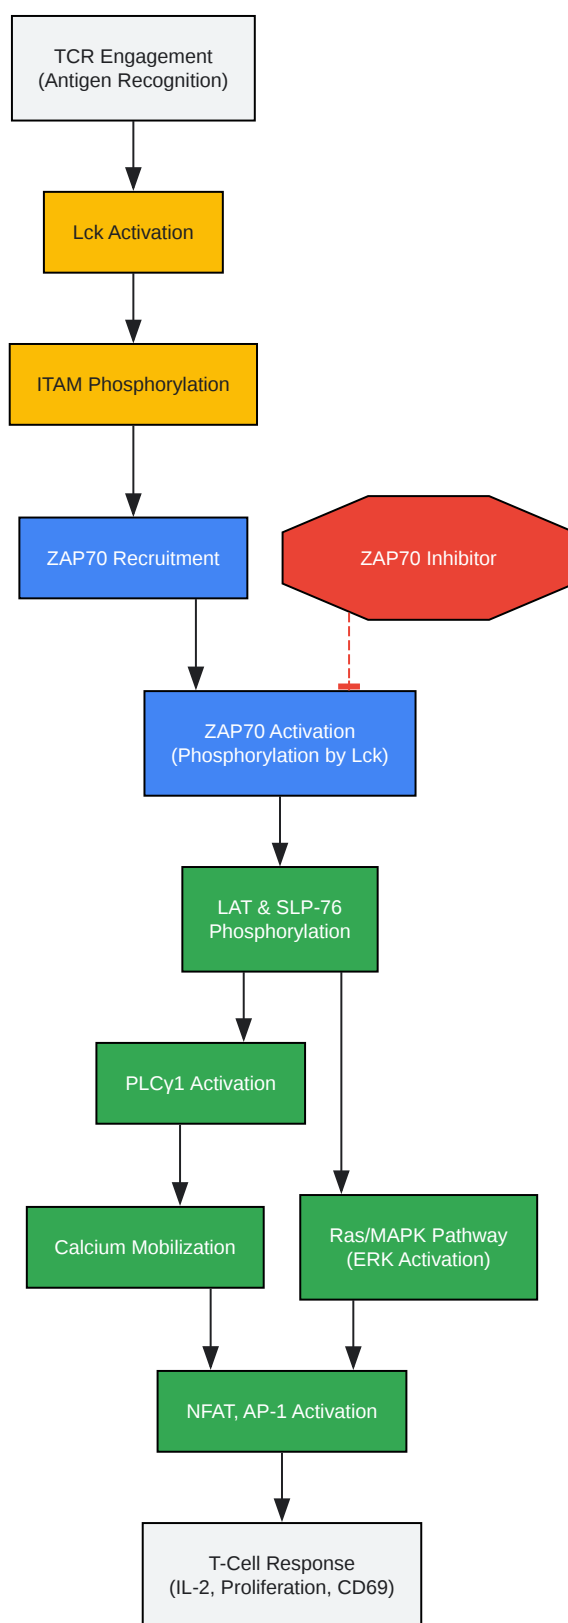 TCR Engagement
(Antigen Recognition)
Lck Activation
ITAM Phosphorylation
ZAP70 Recruitment
ZAP70 Inhibitor
ZAP70 Activation
(Phosphorylation by Lck)
LAT & SLP-76
Phosphorylation
PLCγ1 Activation
Calcium Mobilization
Ras/MAPK Pathway
(ERK Activation)
NFAT, AP-1 Activation
T-Cell Response
(IL-2, Proliferation, CD69)